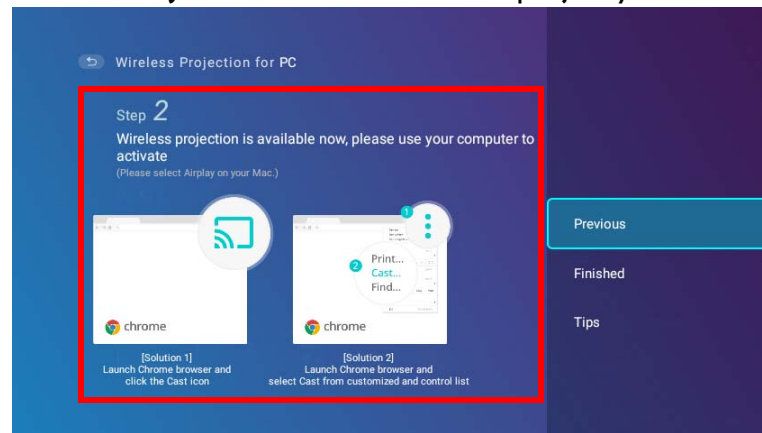 Wireless Projection for PC
Step 2
Wireless projection is available now, please use your computer to
activate
(Please select Airplay on your Mac.)
1
2
Print...
Cast...
Find...
chrome
chrome
[Solution 1]
Launch Chrome browser and
click the Cast icon
[Solution 2]
Launch Chrome browser and
select Cast from customized and control list
Previous
Finished
Tips